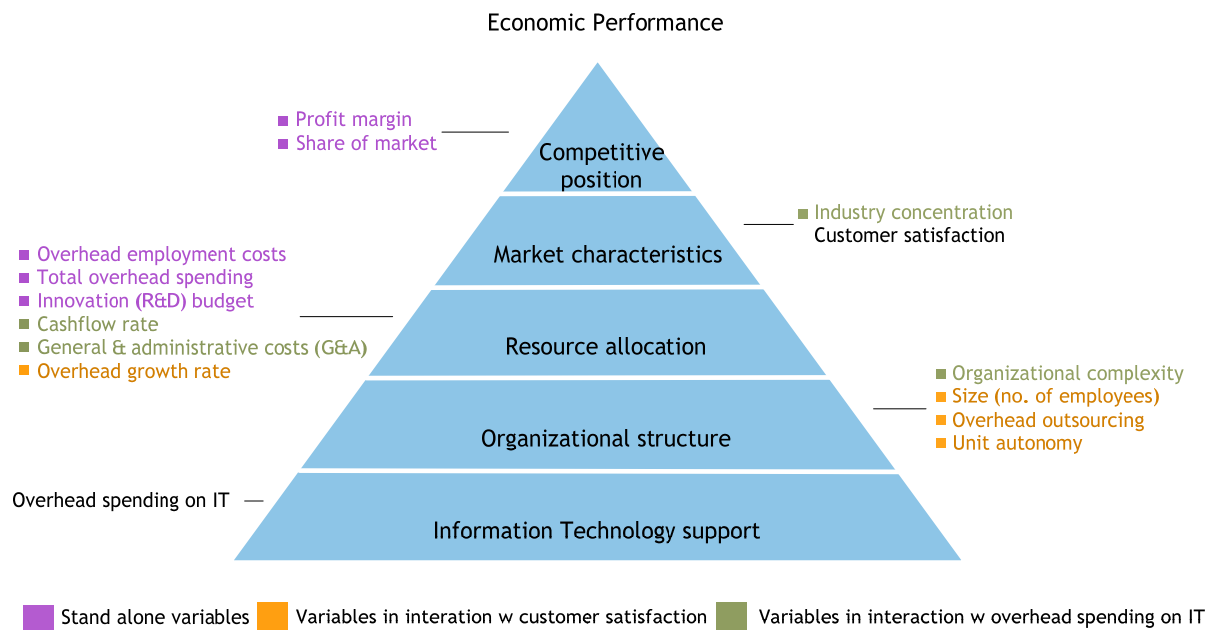 Economic Performance
Profit margin
Share of market
Competitive
position
Industry concentration
Customer satisfaction
Market characteristics
Overhead employment costs
Total overhead spending
Innovation (R&D) budget
Cashflow rate
General & administrative costs (G&A)
Overhead growth rate
Resource allocation
Organizational complexity
Size (no. of employees)
Overhead outsourcing
Unit autonomy
Organizational structure
Overhead spending on IT
Information Technology support
Stand alone variables
Variables in interation w customer satisfaction
Variables in interaction w overhead spending on IT